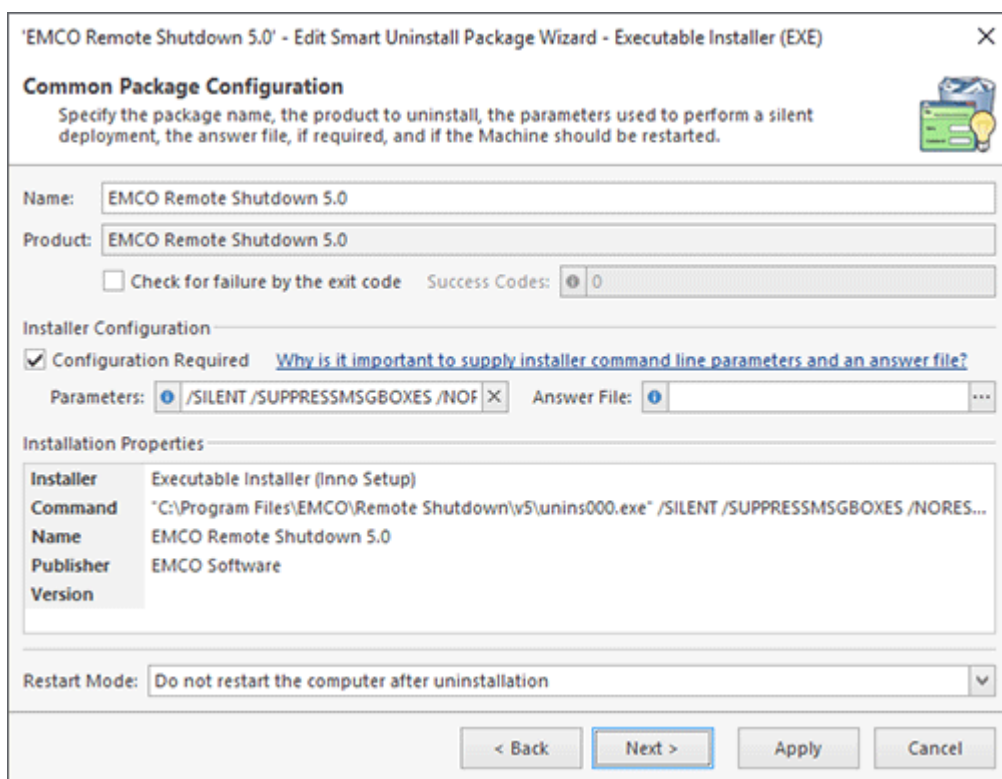 'EMCO Remote Shutdown 5.0' - Edit Smart Uninstall Package Wizard - Executable Installer (EXE)
Common Package Configuration
Specify the package name, the product to uninstall, the parameters used to perform a silent
deployment, the answer file, if required, and if the Machine should be restarted.
Name: EMCO Remote Shutdown 5.0
Product: EMCO Remote Shutdown 5.0
Check for failure by the exit code Success Codes: 0
Installer Configuration
Configuration Required Why is it important to supply installer command line parameters and an answer file?
Parameters: /SILENT /SUPPRESSMSGBOXES /NOF Answer File: ...
Installation Properties
Installer Executable Installer (Inno Setup)
Command "C:\Program Files\EMCO\Remote Shutdown\v5\unins000.exe" /SILENT /SUPPRESSMSGBOXES /NORES...
Name EMCO Remote Shutdown 5.0
Publisher EMCO Software
Version
Restart Mode: Do not restart the computer after uninstallation
< Back Next > Apply Cancel